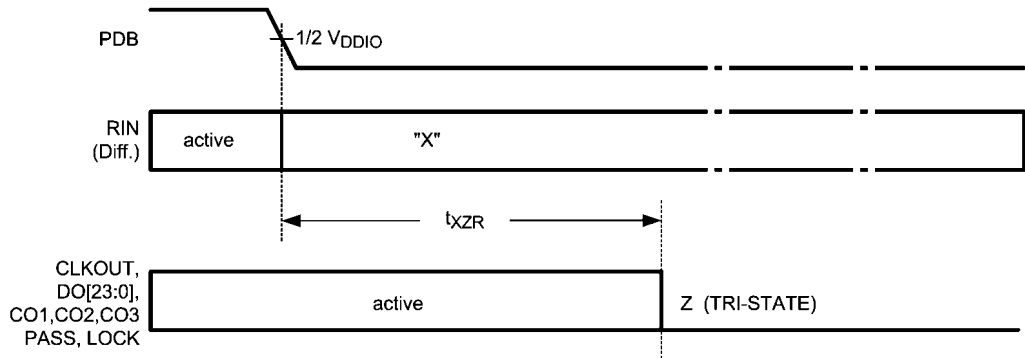 PDB
1/2 VDDIO
RIN
(Diff.)
active
"X"
tXZR
CLKOUT,
DO[23:0],
CO1,CO2,CO3
PASS, LOCK
active
Z (TRI-STATE)